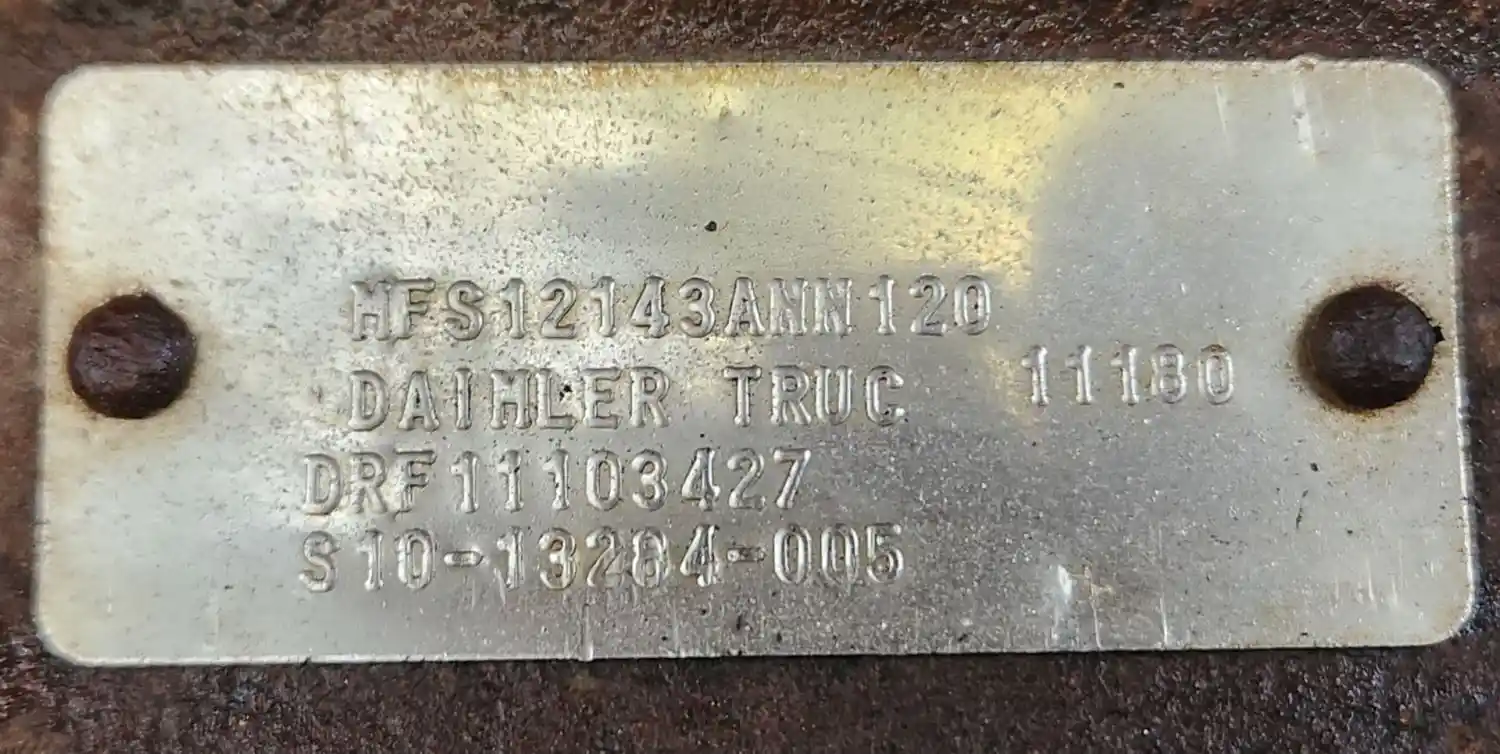 MFS12143ANN120
DAIMLER TRUC 11180
DRF11103427
S10-13284-005